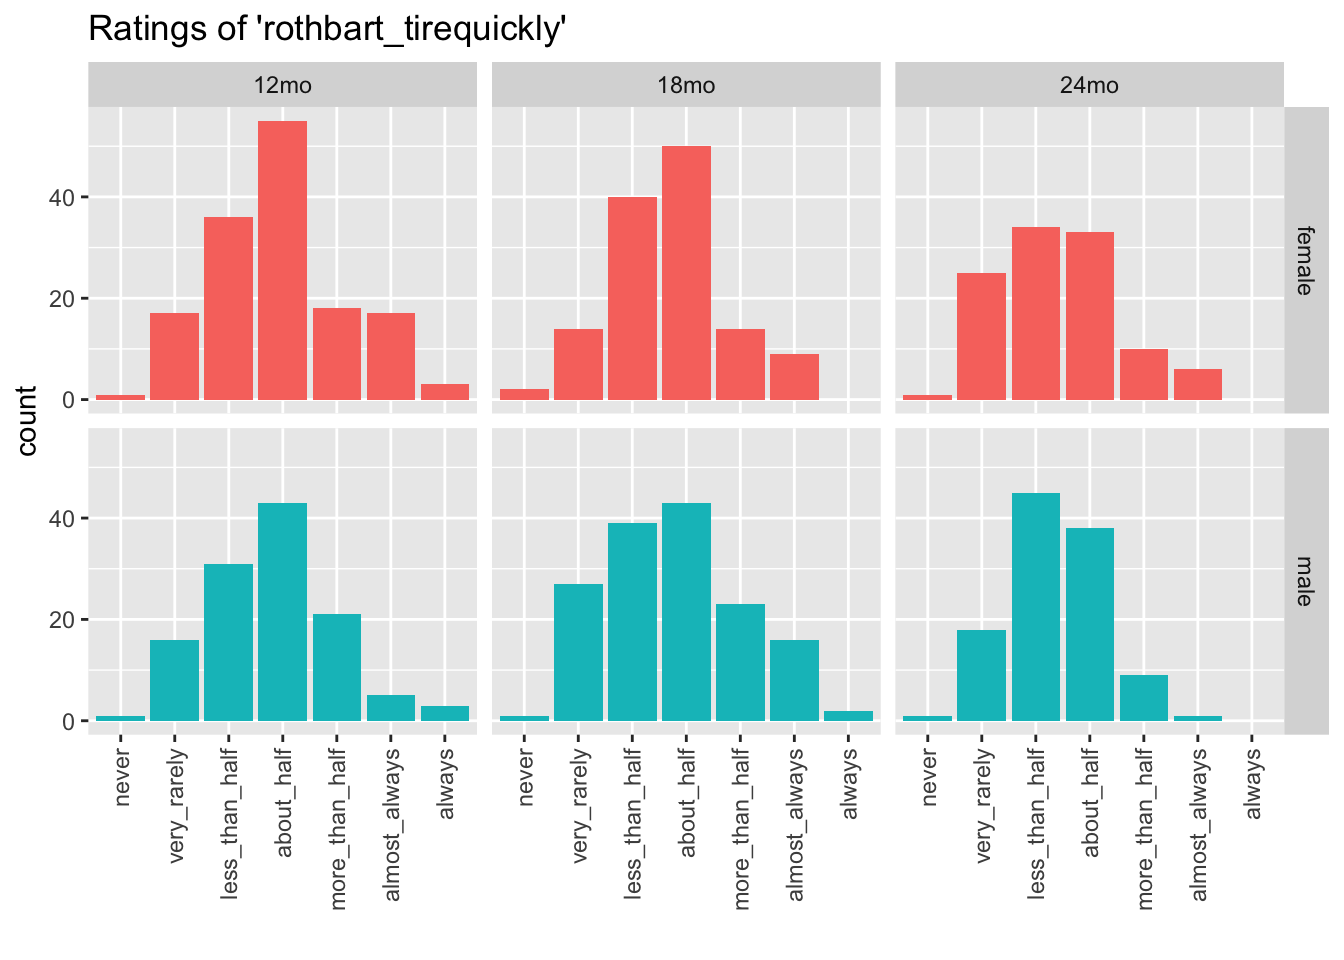 Ratings of 'rothbart_tirequickly'
12mo
18mo
24mo
count
40
20
0
female
40
20
0
male
never
very_rarely
less_than_half
about_half
more_than_half
almost_always
always
never
very_rarely
less_than_half
about_half
more_than_half
almost_always
always
never
very_rarely
less_than_half
about_half
more_than_half
almost_always
always